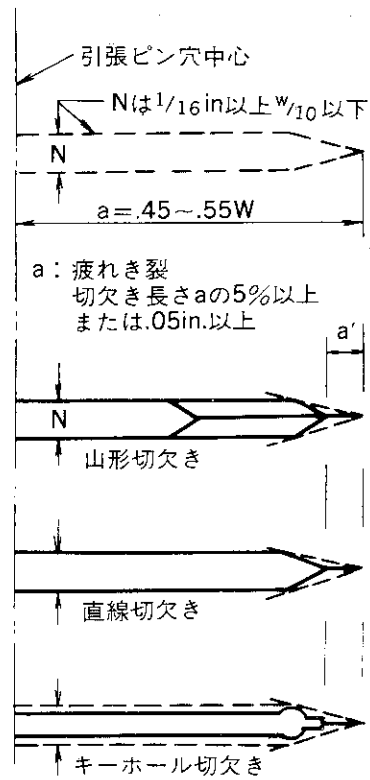 引張ピン穴中心
Nは1/16in以上w/10以下
N
a=.45~.55W
a：疲れき裂
切欠き長さaの5%以上
または.05in.以上
a′
N
山形切欠き
直線切欠き
キーホール切欠き